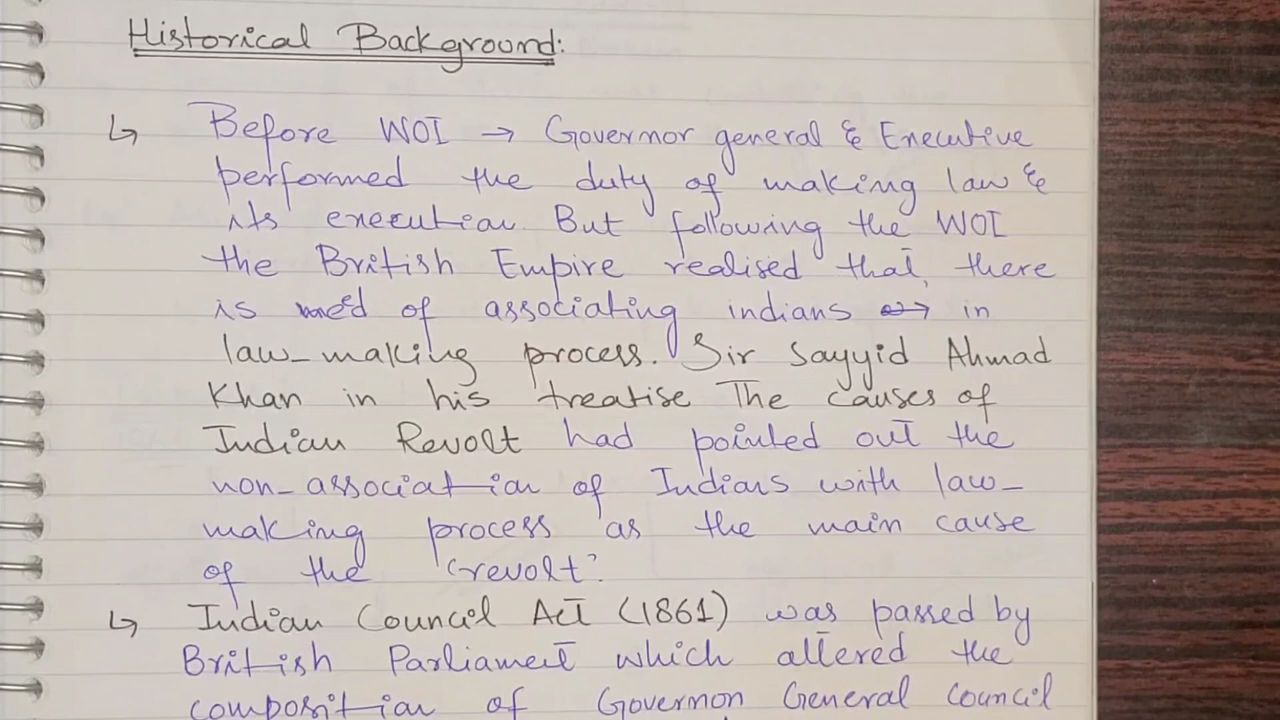 Historical Background:
↳ Before WOI → Governor general & Executive
performed the duty of making law &
its execution. But following the WOI
the British Empire realised that, there
is need of associating indians in
law-making process. Sir Sayyid Ahmad
Khan in his treatise The causes of
Indian Revolt had pointed out the
non-association of Indians with law-
making process as the main cause
of the 'revolt'.
↳ Indian Council Act (1861) was passed by
British Parliament which altered the
composition of Governor General Council